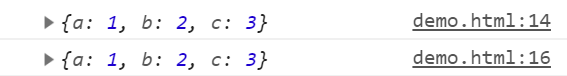 ▶ {a: 1, b: 2, c: 3} demo.html:14
▶ {a: 1, b: 2, c: 3} demo.html:16